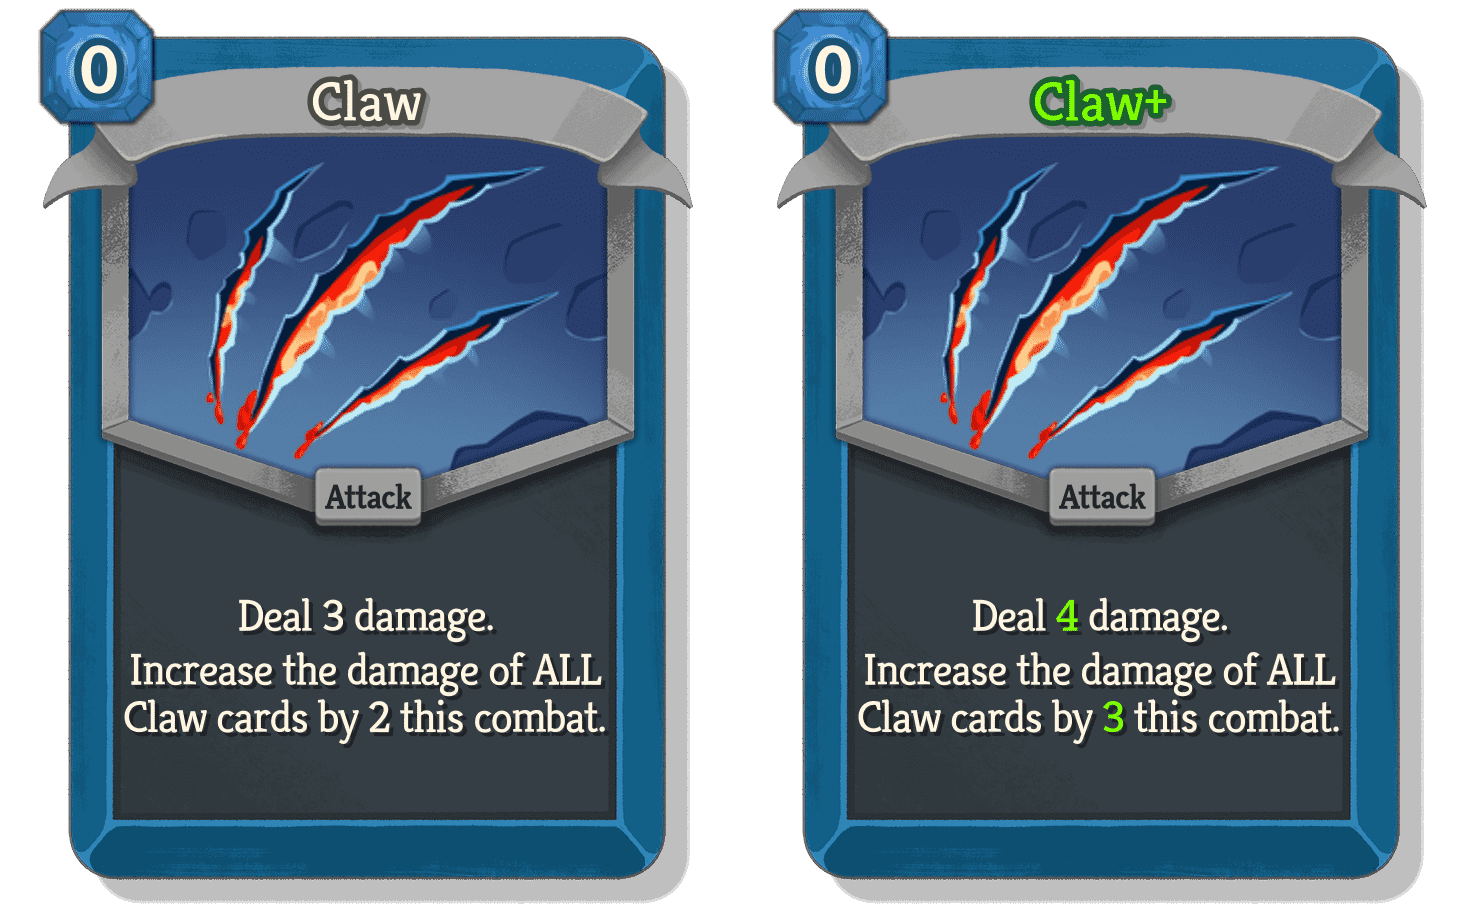 0
Claw
Attack
Deal 3 damage.
Increase the damage of ALL
Claw cards by 2 this combat.
0
Claw+
Attack
Deal 4 damage.
Increase the damage of ALL
Claw cards by 3 this combat.